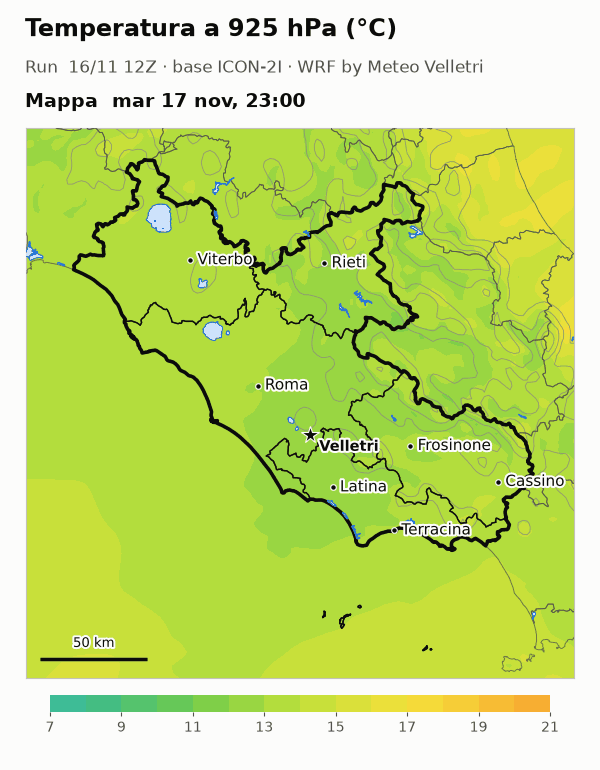 Temperatura a 925 hPa (°C)
Run  16/11 12Z · base ICON-2I · WRF by Meteo Velletri
Mappa  mar 17 nov, 23:00
Viterbo
Rieti
Roma
Velletri
Frosinone
Latina
Cassino
Terracina
50 km
7 9 11 13 15 17 19 21